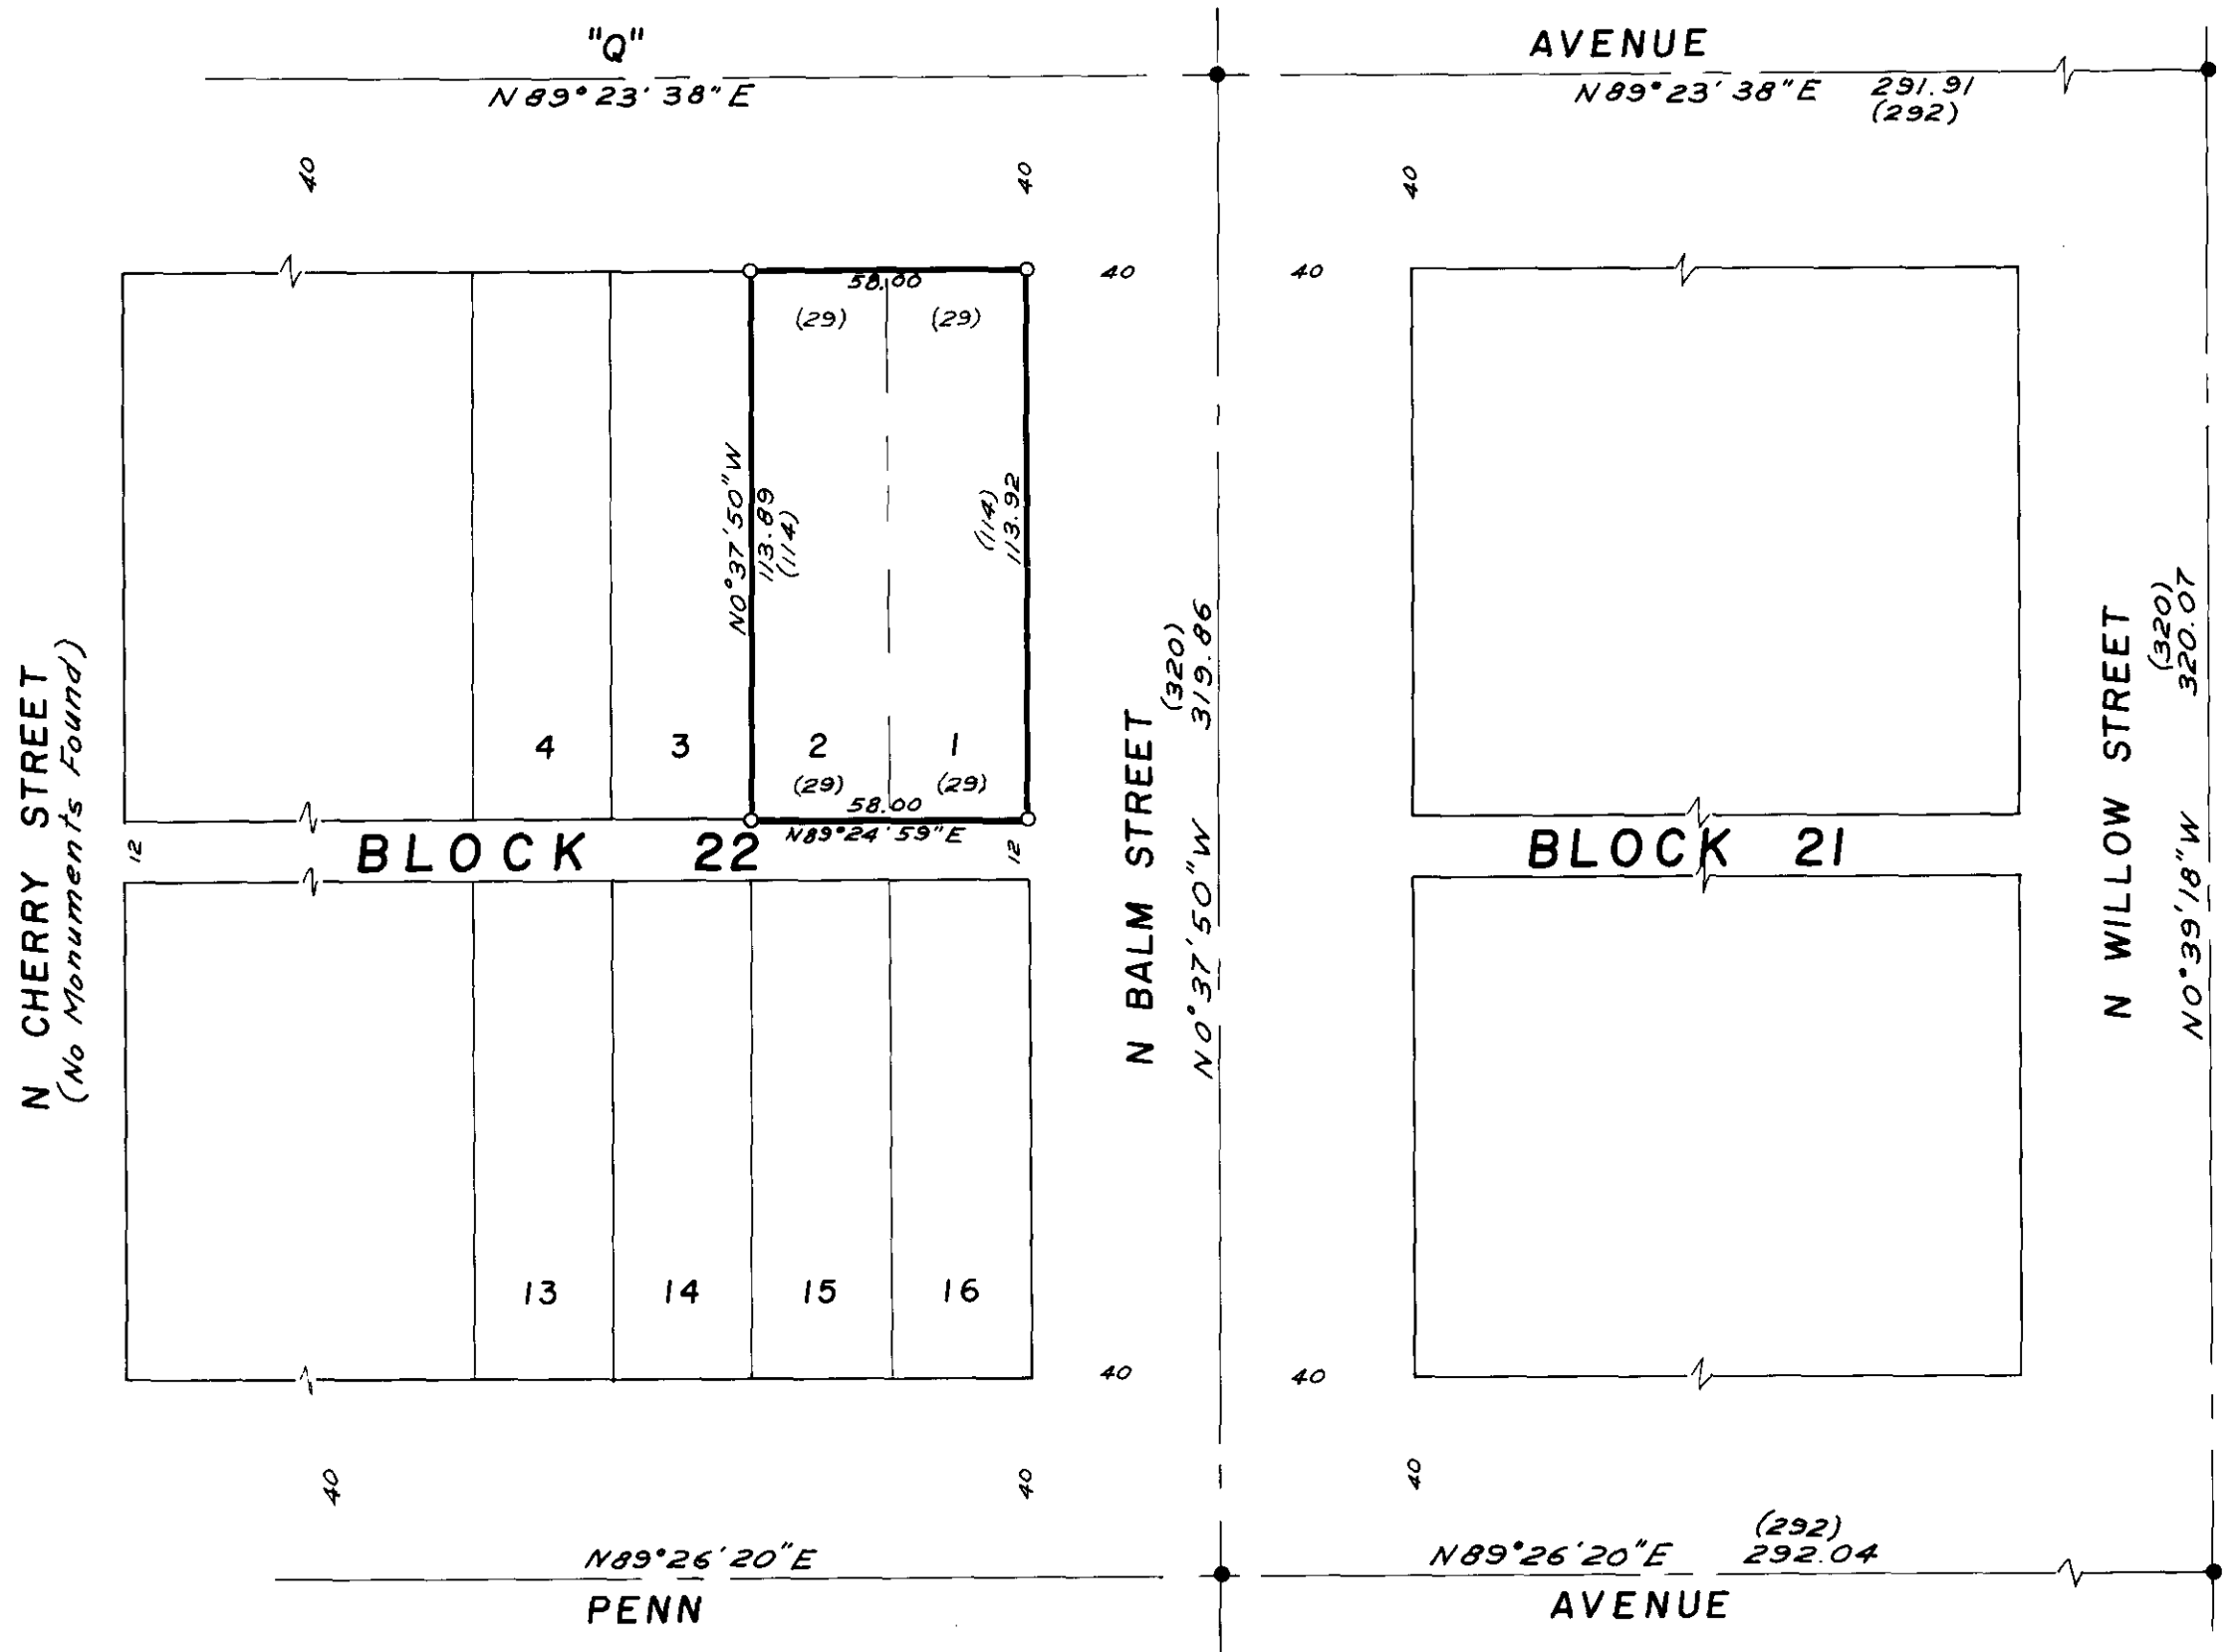 "Q"
AVENUE
N 89° 23' 38" E
N 89° 23' 38" E 291.91
(292)
40
40
40
40
40
58.00
(29)
(29)
N0°37'50"W
113.89
(114)
(114)
113.92
4
3
2
1
(29)
(29)
58.00
N89°24'59"E
12
12
BLOCK 22
BLOCK 21
N CHERRY STREET
(No Monuments Found)
N BALM STREET
(320)
N0°37'50"W 319.86
N WILLOW STREET
(320)
N0°39'18"W 320.07
13
14
15
16
40
40
40
40
40
N89°26'20"E
(292)
N89°26'20"E 292.04
PENN
AVENUE